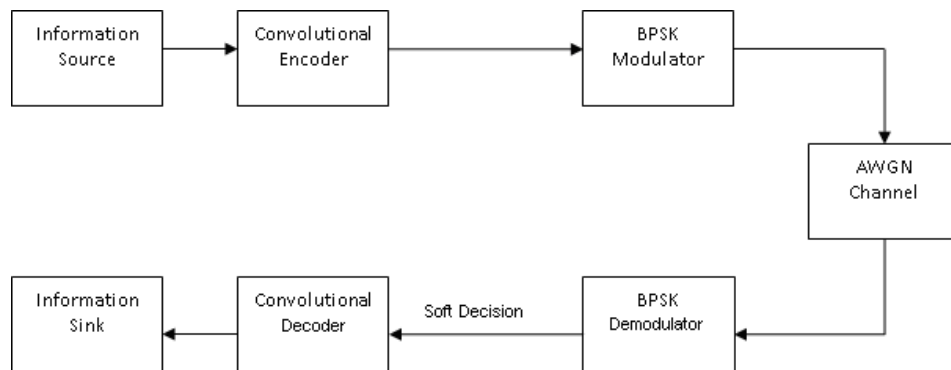 Information
Source
Convolutional
Encoder
BPSK
Modulator
AWGN
Channel
BPSK
Demodulator
Soft Decision
Convolutional
Decoder
Information
Sink